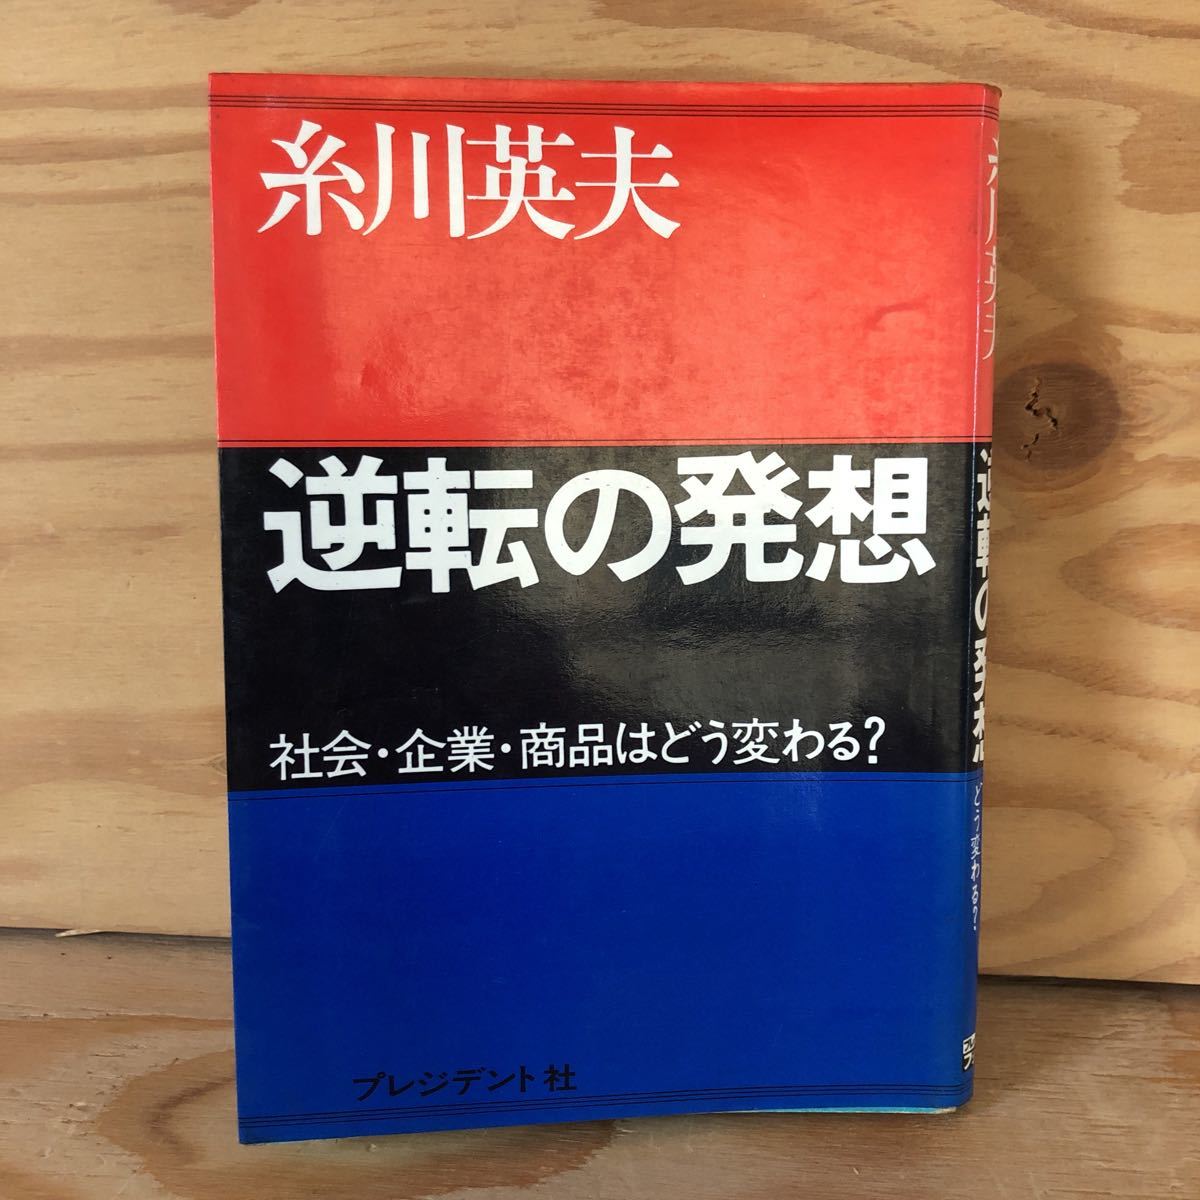 糸川英夫
逆転の発想
社会・企業・商品はどう変わる?
プレジデント社
糸川英夫
逆転の発想
どう変わる?